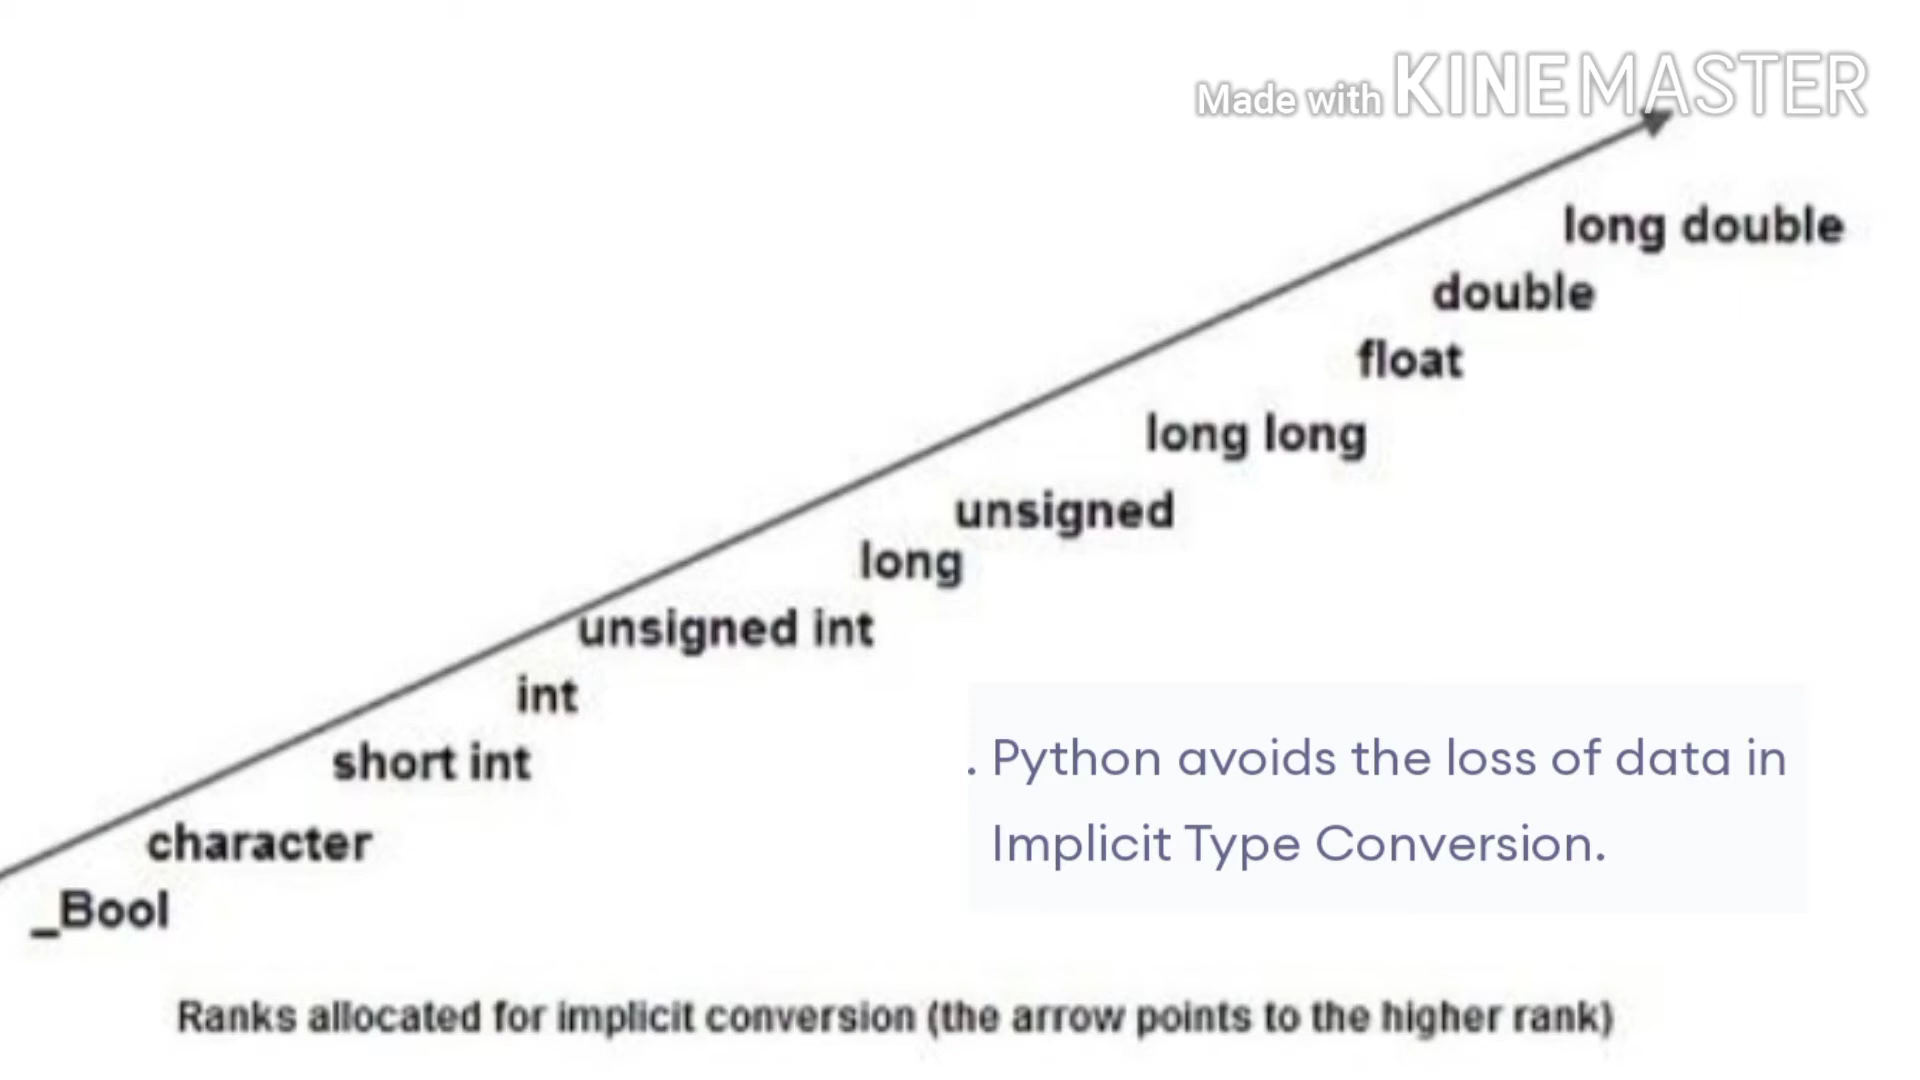 Made with KINEMASTER
long double
double
float
long long
unsigned
long
unsigned int
int
short int
character
_Bool
. Python avoids the loss of data in
Implicit Type Conversion.
Ranks allocated for implicit conversion (the arrow points to the higher rank)